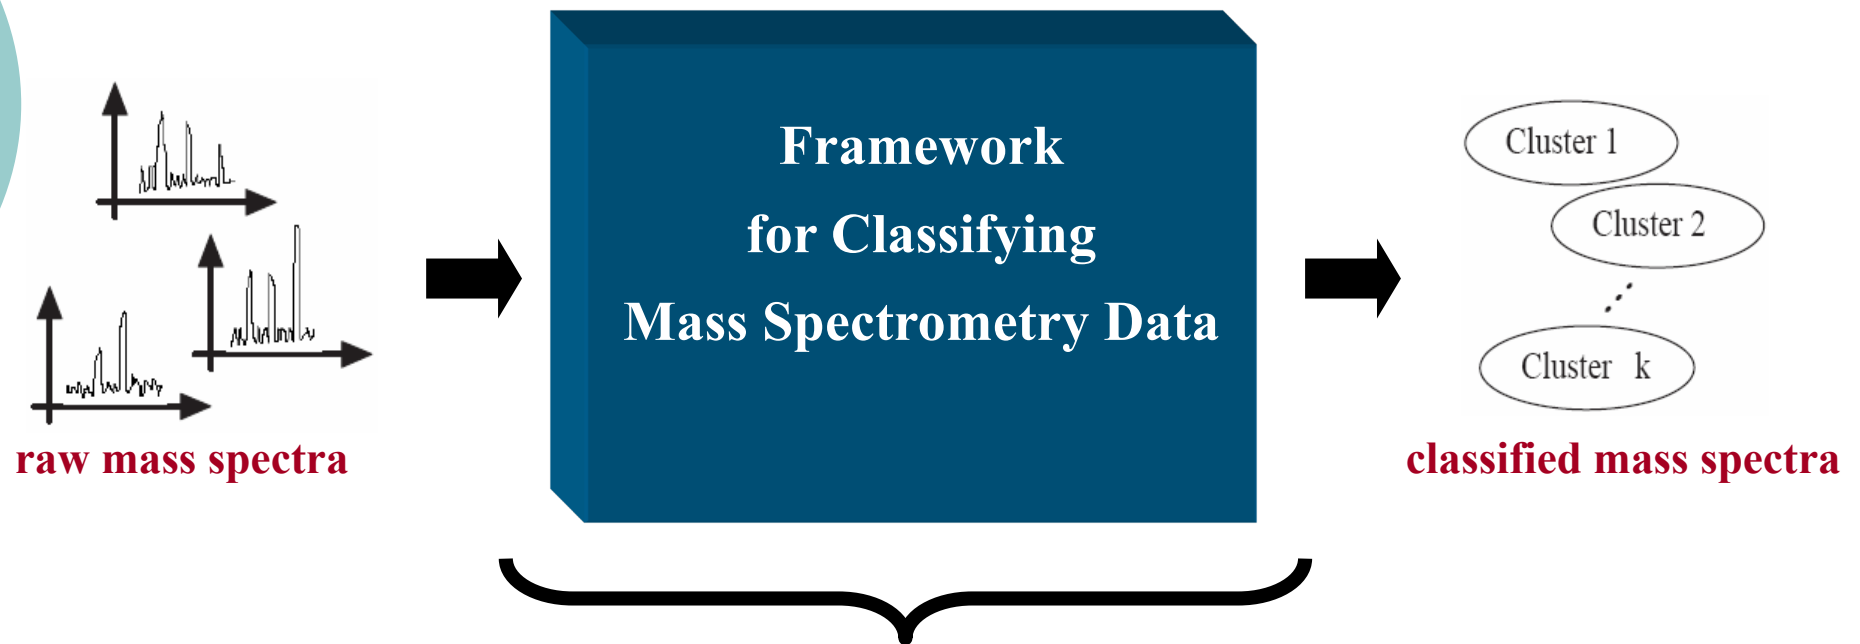 Framework
for Classifying
Mass Spectrometry Data
raw mass spectra
Cluster 1
Cluster 2
Cluster k
classified mass spectra